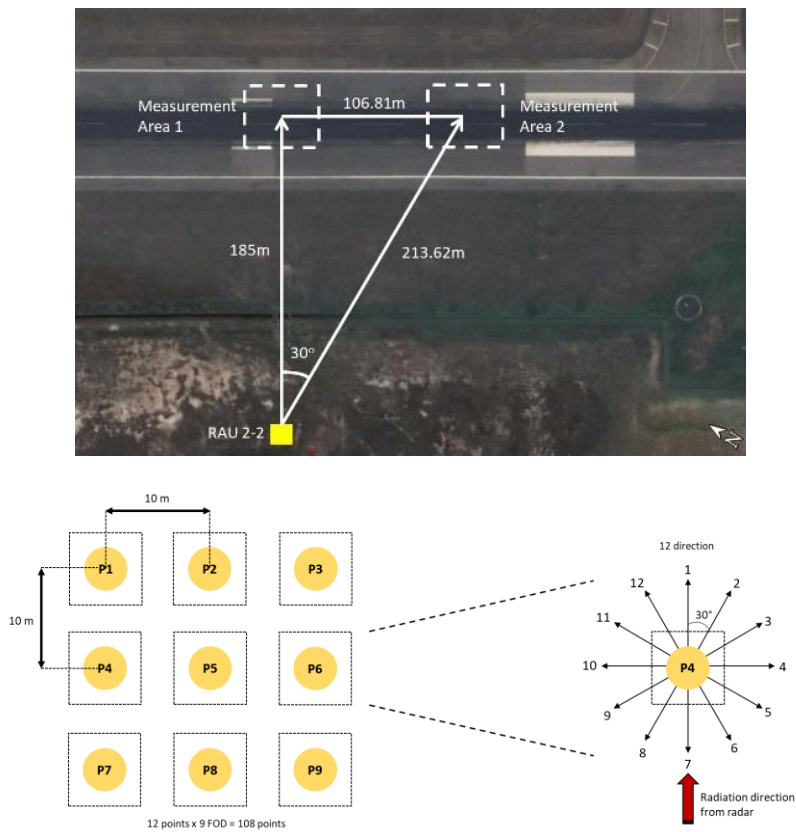 Measurement
Area 1
106.81m
Measurement
Area 2
185m
213.62m
30°
RAU 2-2
N
10 m
10 m
P1
P2
P3
P4
P5
P6
P7
P8
P9
12 points x 9 FOD = 108 points
12 direction
1
2
3
4
5
6
7
8
9
10
11
12
30°
P4
Radiation direction
from radar